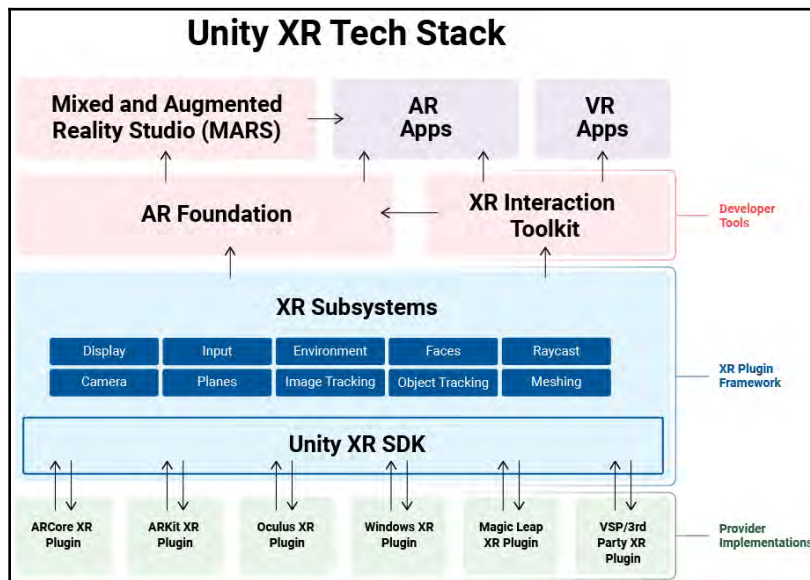 Unity XR Tech Stack
Mixed and Augmented
Reality Studio (MARS)
AR
Apps
VR
Apps
AR Foundation
XR Interaction
Toolkit
Developer
Tools
XR Subsystems
Display
Input
Environment
Faces
Raycast
Camera
Planes
Image Tracking
Object Tracking
Meshing
XR Plugin
Framework
Unity XR SDK
ARCore XR
Plugin
ARKit XR
Plugin
Oculus XR
Plugin
Windows XR
Plugin
Magic Leap
XR Plugin
VSP/3rd
Party XR
Plugin
Provider
Implementations